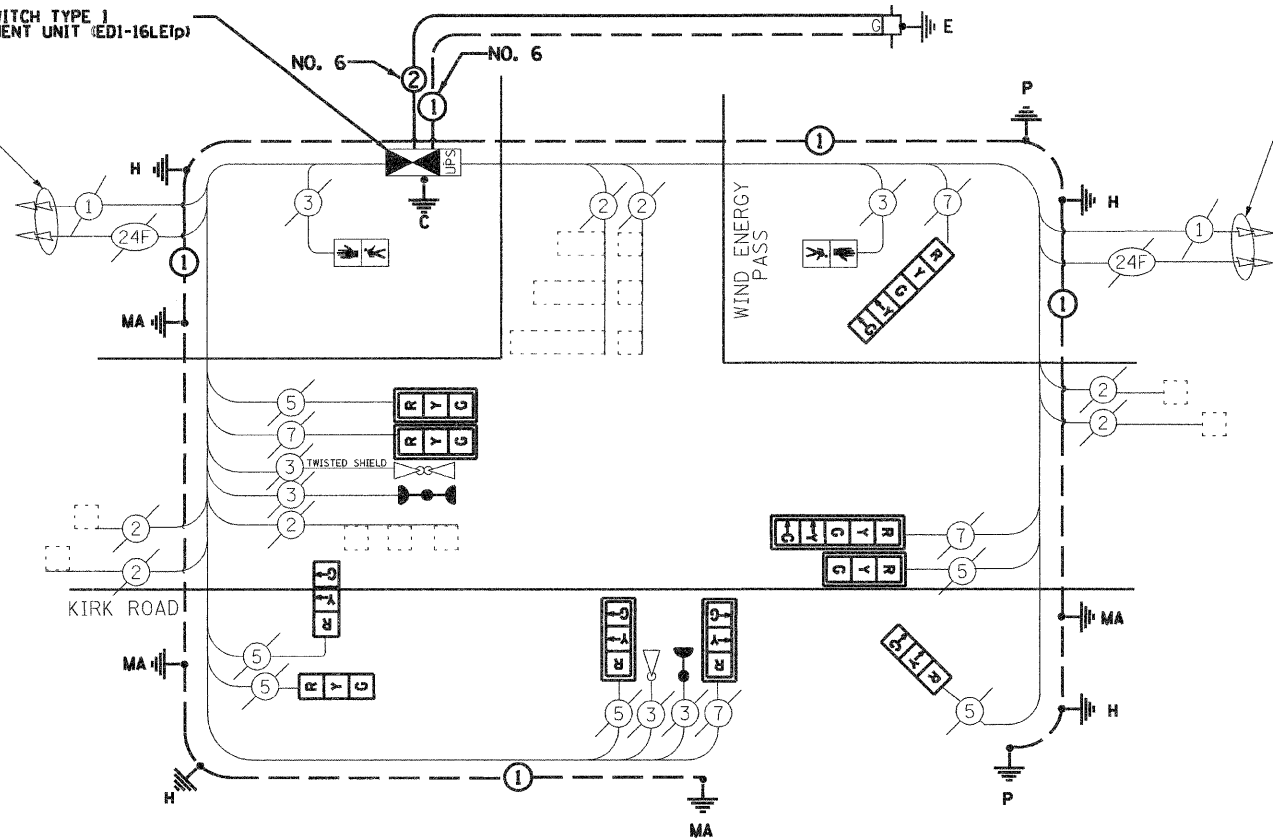 ITCH TYPE 1
MENT UNIT (EDI-16LEip)
NO. 6
2
NO. 6
1
G
E
P
1
H
UPS
C
H
1
24F
1
3
2
2
3
7
1
24F
WIND ENERGY
PASS
R Y G Y G
MA
1
5
R Y G
7
R Y G
3
TWISTED SHIELD
3
2
2
2
2
2
KIRK ROAD
G Y R
R Y G Y G
7
R Y G
5
MA
MA
5
5
R Y G
G Y R
G Y R
5
3
3
7
R Y G
5
H
H
1
MA
P